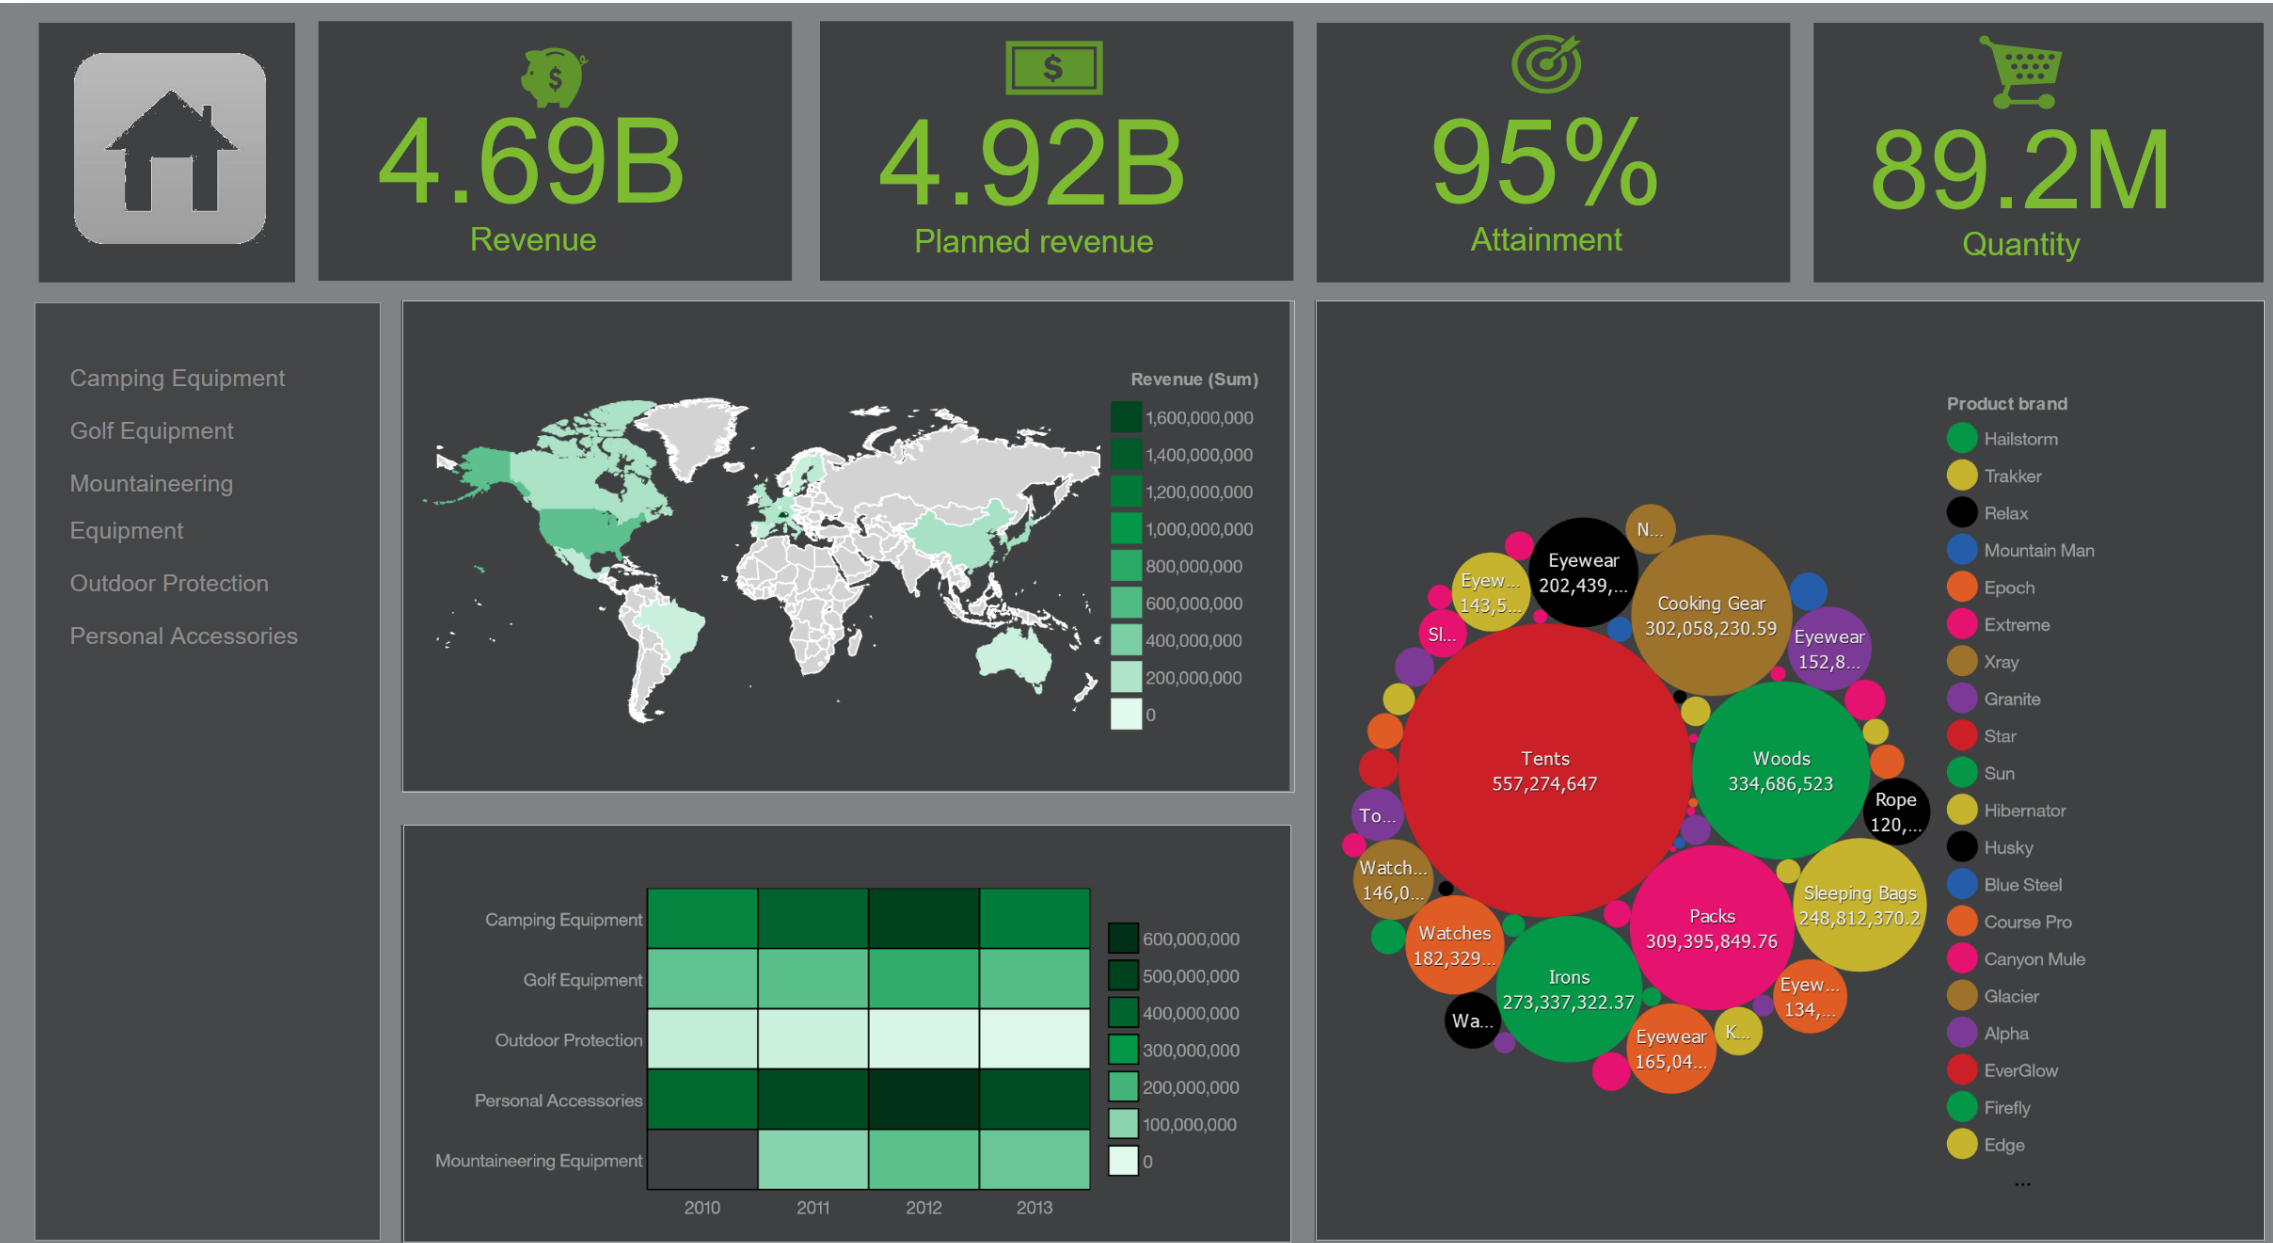 $
4.69B
Revenue
$
4.92B
Planned revenue
95%
Attainment
89.2M
Quantity
Camping Equipment
Golf Equipment
Mountaineering
Equipment
Outdoor Protection
Personal Accessories
Revenue (Sum)
1,600,000,000
1,400,000,000
1,200,000,000
1,000,000,000
800,000,000
600,000,000
400,000,000
200,000,000
0
Camping Equipment
Golf Equipment
Outdoor Protection
Personal Accessories
Mountaineering Equipment
2010 2011 2012 2013
600,000,000
500,000,000
400,000,000
300,000,000
200,000,000
100,000,000
0
N...
Eyewear
202,439,...
Eyew...
143,5...
Cooking Gear
302,058,230.59
Sl...
Eyewear
152,8...
Tents
557,274,647
Woods
334,686,523
Rope
120,...
To...
Watch...
146,0...
Sleeping Bags
248,812,370.2
Packs
309,395,849.76
Watches
182,329...
Irons
273,337,322.37
Eyew...
134,...
Wa...
Eyewear
165,04...
K...
Product brand
Hailstorm
Trakker
Relax
Mountain Man
Epoch
Extreme
Xray
Granite
Star
Sun
Hibernator
Husky
Blue Steel
Course Pro
Canyon Mule
Glacier
Alpha
EverGlow
Firefly
Edge
...